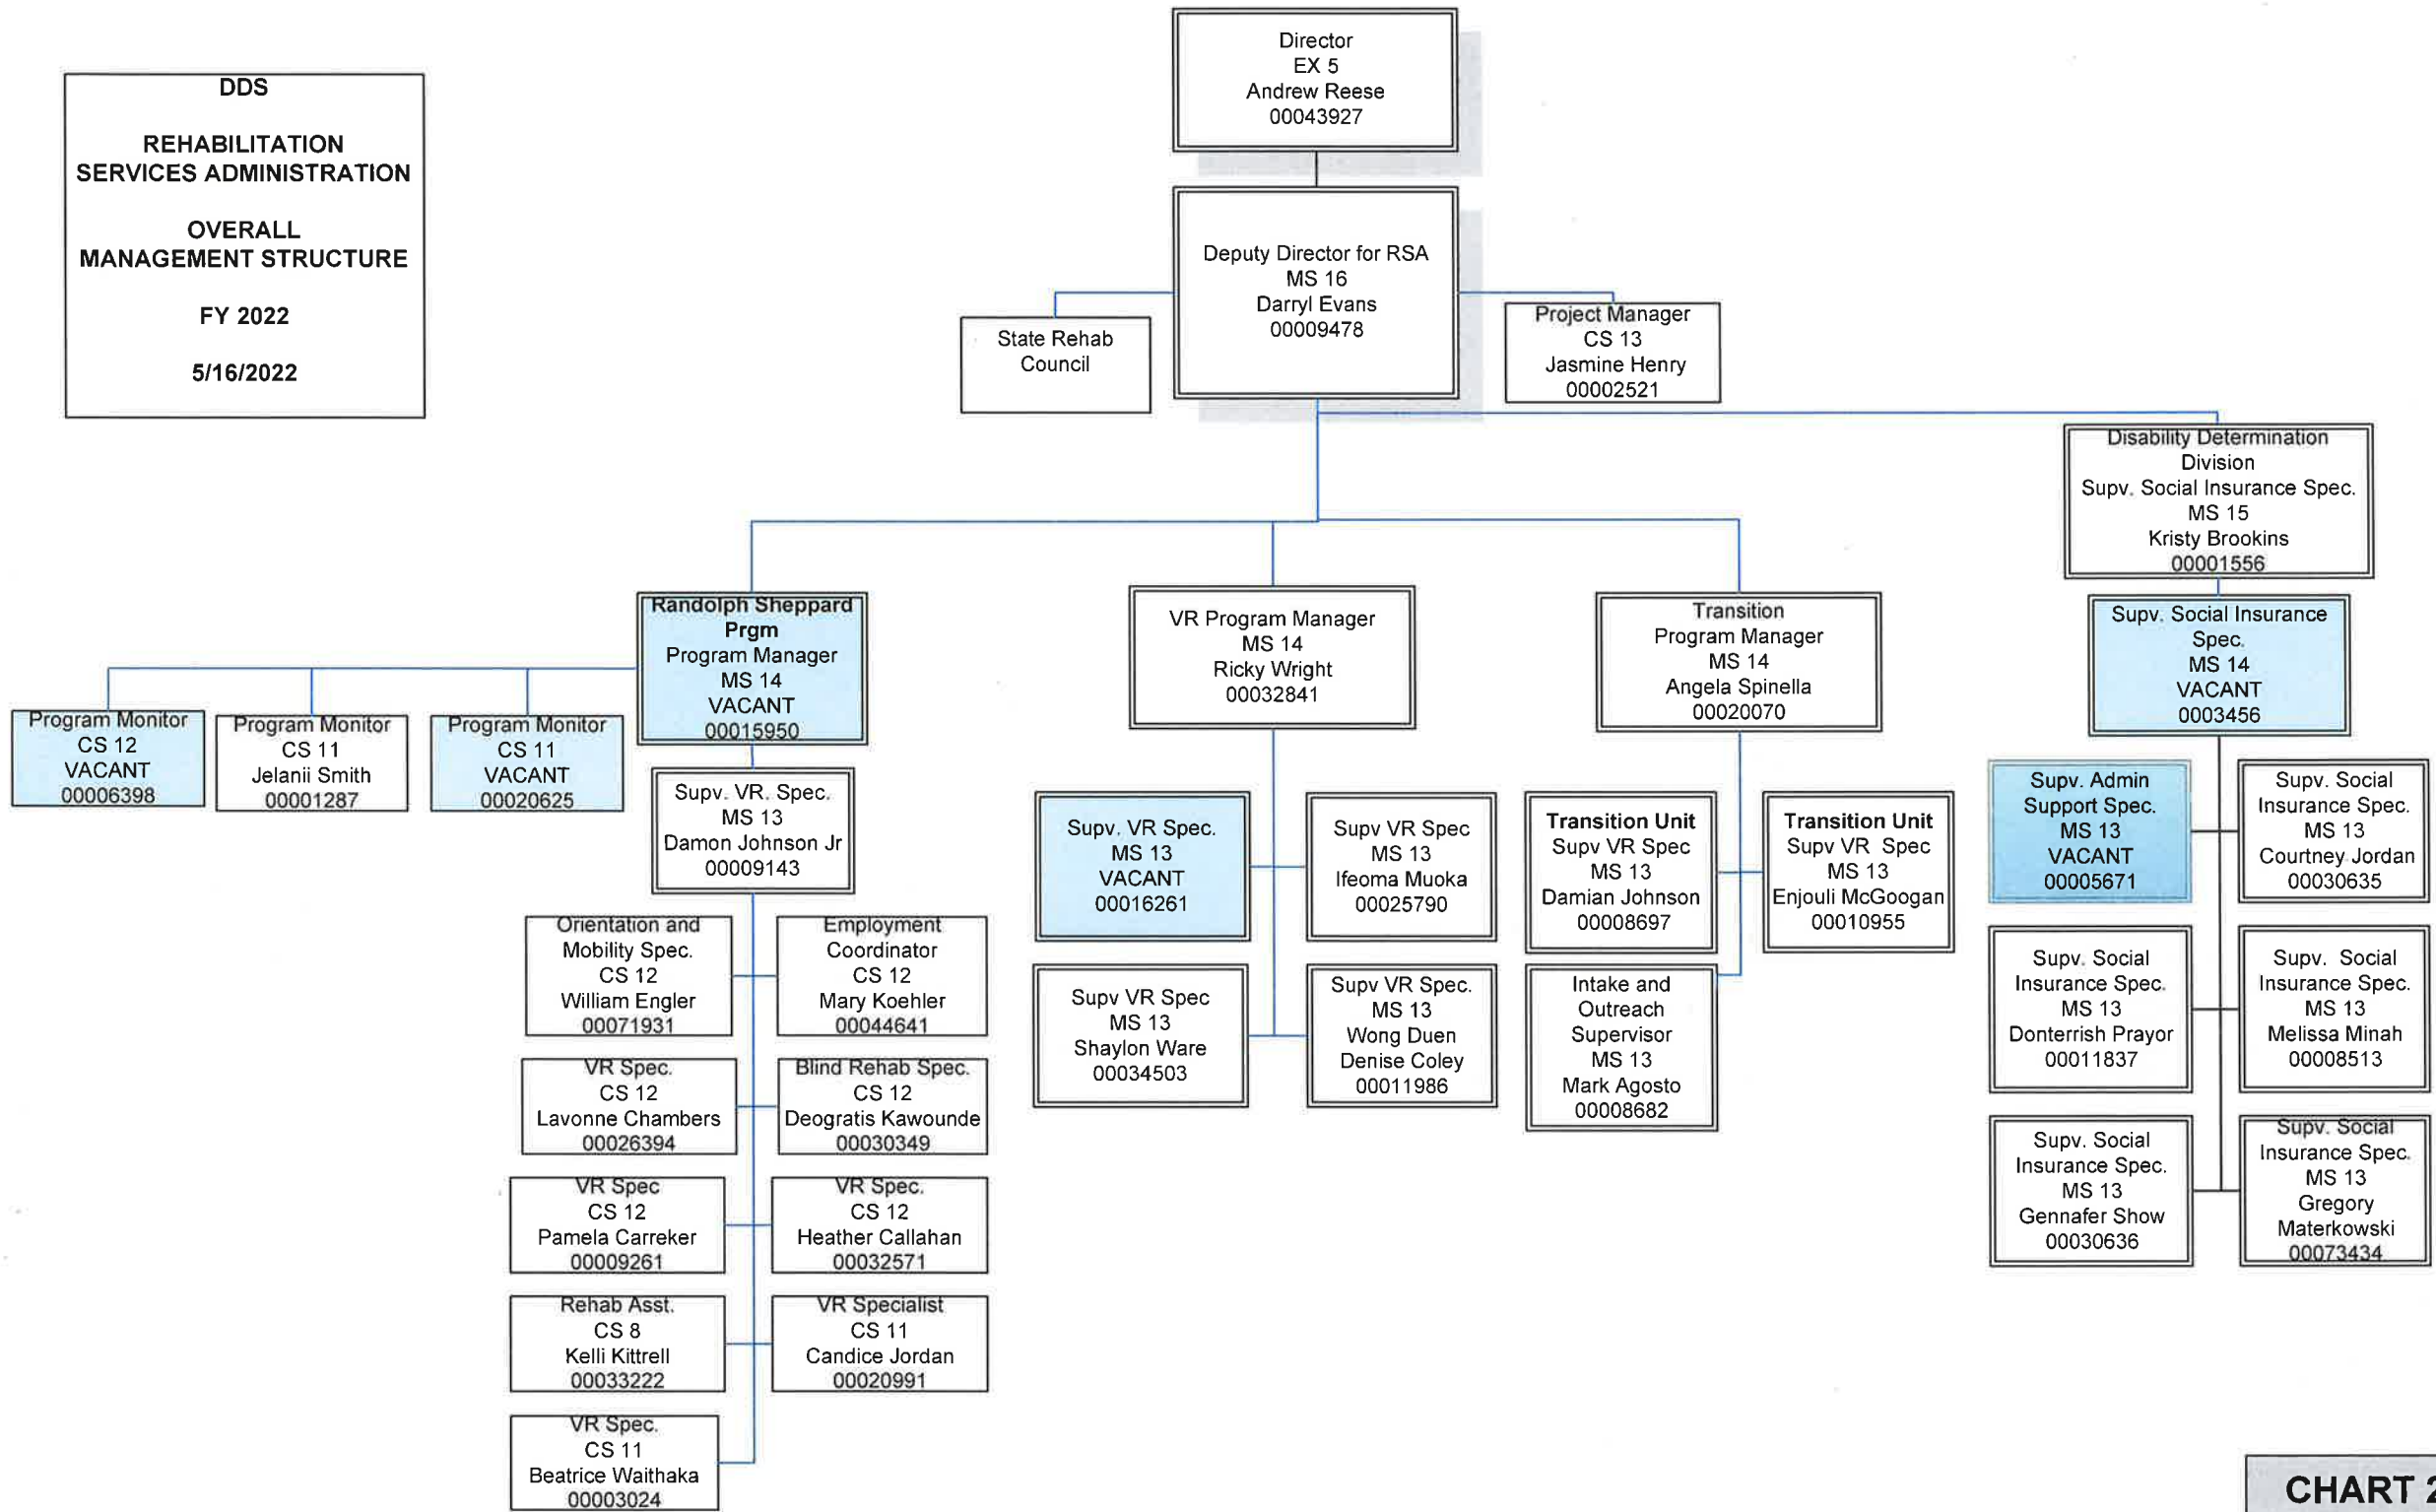 DDS
REHABILITATION
SERVICES ADMINISTRATION
OVERALL
MANAGEMENT STRUCTURE
FY 2022
5/16/2022
Director
EX 5
Andrew Reese
00043927
Deputy Director for RSA
MS 16
Darryl Evans
00009478
State Rehab
Council
Project Manager
CS 13
Jasmine Henry
00002521
Disability Determination
Division
Supv. Social Insurance Spec.
MS 15
Kristy Brookins
00001556
Randolph Sheppard
Prgm
Program Manager
MS 14
VACANT
00015950
VR Program Manager
MS 14
Ricky Wright
00032841
Transition
Program Manager
MS 14
Angela Spinella
00020070
Supv. Social Insurance
Spec.
MS 14
VACANT
0003456
Program Monitor
CS 12
VACANT
00006398
Program Monitor
CS 11
Jelanii Smith
00001287
Program Monitor
CS 11
VACANT
00020625
Supv. VR. Spec.
MS 13
Damon Johnson Jr
00009143
Orientation and
Mobility Spec.
CS 12
William Engler
00071931
Employment
Coordinator
CS 12
Mary Koehler
00044641
VR Spec.
CS 12
Lavonne Chambers
00026394
Blind Rehab Spec.
CS 12
Deogratis Kawounde
00030349
VR Spec
CS 12
Pamela Carreker
00009261
VR Spec.
CS 12
Heather Callahan
00032571
Rehab Asst.
CS 8
Kelli Kittrell
00033222
VR Specialist
CS 11
Candice Jordan
00020991
VR Spec.
CS 11
Beatrice Waithaka
00003024
Supv. VR Spec.
MS 13
VACANT
00016261
Supv VR Spec
MS 13
Ifeoma Muoka
00025790
Supv VR Spec
MS 13
Shaylon Ware
00034503
Supv VR Spec.
MS 13
Wong Duen
Denise Coley
00011986
Transition Unit
Supv VR Spec
MS 13
Damian Johnson
00008697
Transition Unit
Supv VR Spec
MS 13
Enjouli McGoogan
00010955
Intake and
Outreach
Supervisor
MS 13
Mark Agosto
00008682
Supv. Admin
Support Spec.
MS 13
VACANT
00005671
Supv. Social
Insurance Spec.
MS 13
Courtney Jordan
00030635
Supv. Social
Insurance Spec.
MS 13
Donterrish Prayor
00011837
Supv. Social
Insurance Spec.
MS 13
Melissa Minah
00008513
Supv. Social
Insurance Spec.
MS 13
Gennafer Show
00030636
Supv. Social
Insurance Spec.
MS 13
Gregory
Materkowski
00073434
CHART 2